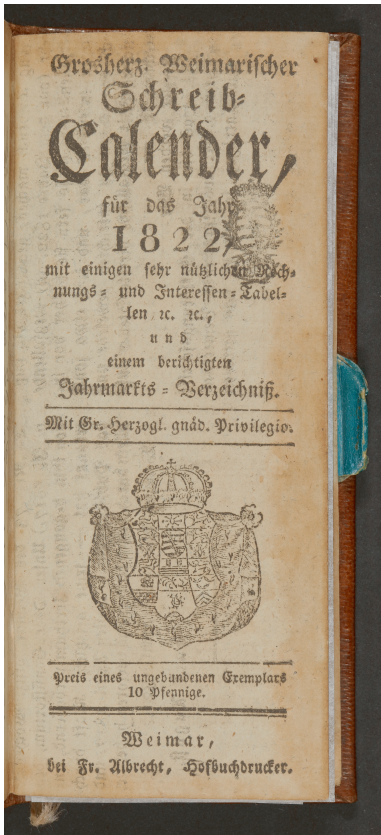 Grosherz. Weimarischer
Schreib-
Calender,
für das Jahr
1822,
mit einigen sehr nützlichen Rech-
nungs- und Interessen-Tabel-
len ꝛc. ꝛc.,
und
einem berichtigten
Jahrmarkts-Verzeichniß.
Mit Gr. Herzogl. gnäd. Privilegio.
Preis eines ungebundenen Exemplars
10 Pfennige.
Weimar,
bei Fr. Albrecht, Hofbuchdrucker.